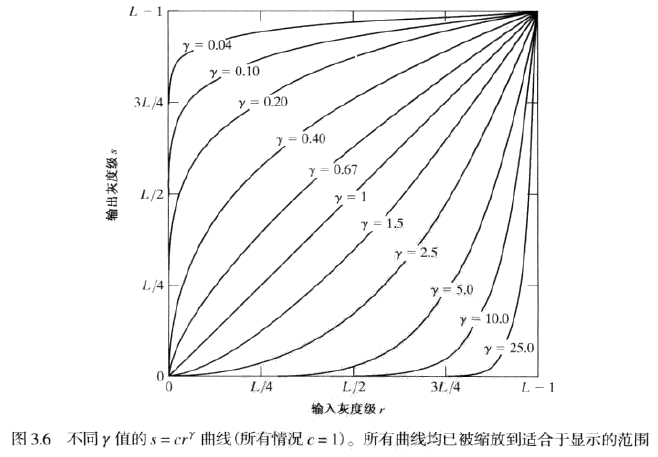 L − 1
γ = 0.04
γ = 0.10
3L/4
γ = 0.20
γ = 0.40
γ = 0.67
输出灰度级 s
L/2
γ = 1
γ = 1.5
γ = 2.5
L/4
γ = 5.0
γ = 10.0
γ = 25.0
0
0
L/4
L/2
3L/4
L − 1
输入灰度级 r
图 3.6 不同 γ 值的 s = crᵞ 曲线(所有情况 c = 1)。所有曲线均已被缩放到适合于显示的范围